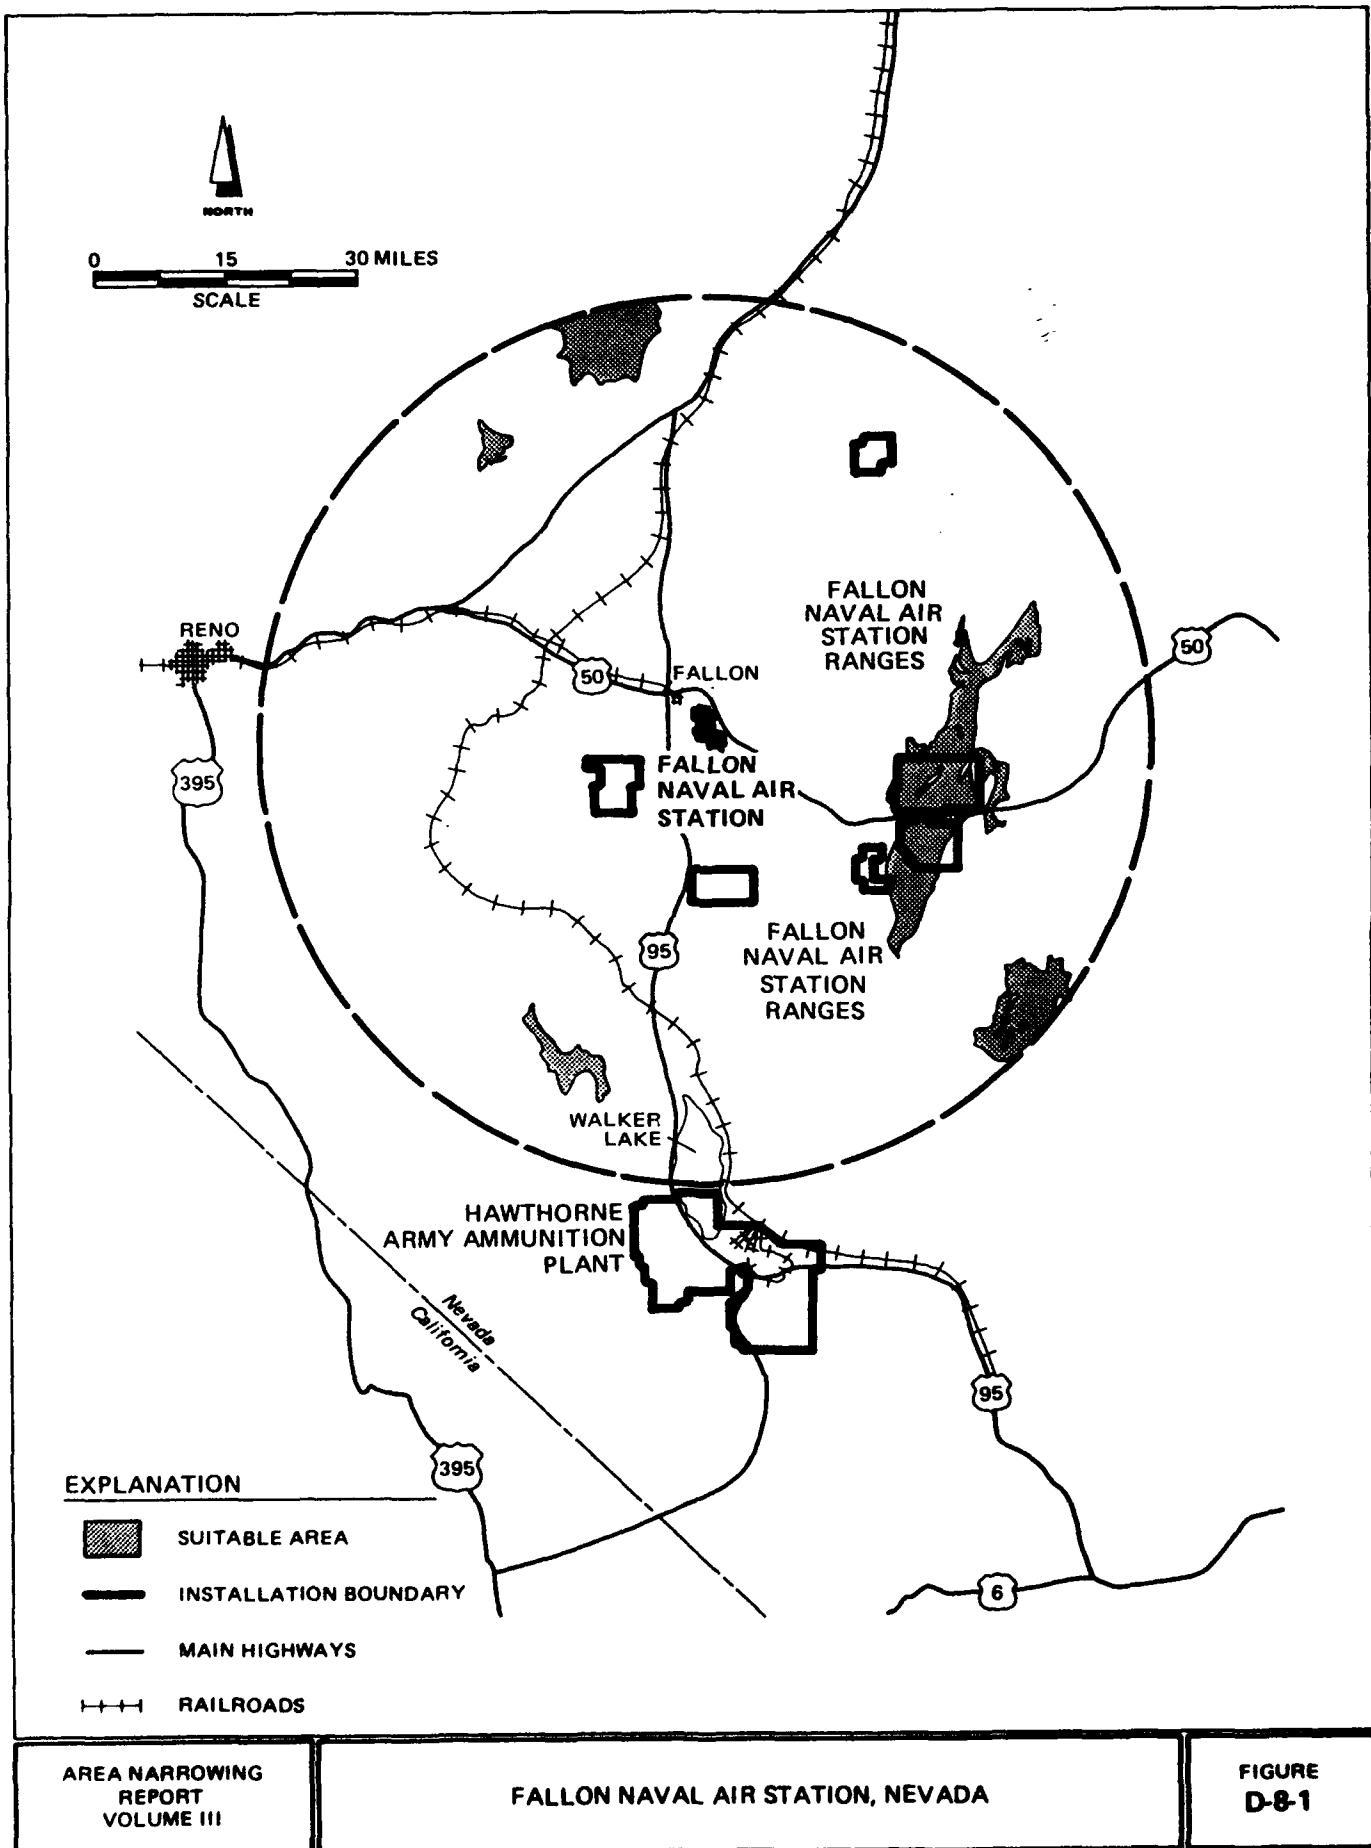 NORTH
0 15 30 MILES
SCALE
FALLON
NAVAL AIR
STATION
RANGES
RENO
50
50
FALLON
395
FALLON
NAVAL AIR
STATION
95
FALLON
NAVAL AIR
STATION
RANGES
WALKER
LAKE
HAWTHORNE
ARMY AMMUNITION
PLANT
Nevada
California
95
395
6
EXPLANATION
SUITABLE AREA
INSTALLATION BOUNDARY
MAIN HIGHWAYS
RAILROADS
AREA NARROWING
REPORT
VOLUME III
FALLON NAVAL AIR STATION, NEVADA
FIGURE
D-8-1